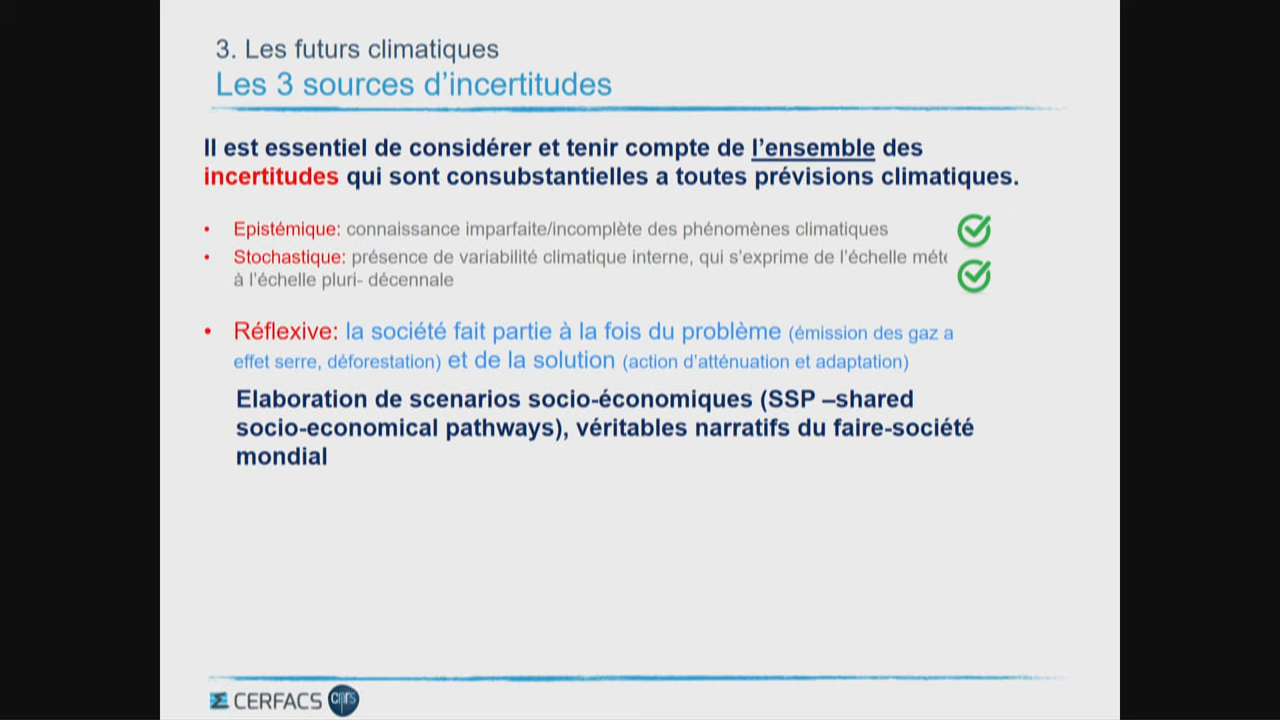 3. Les futurs climatiques
Les 3 sources d'incertitudes
Il est essentiel de considérer et tenir compte de l'ensemble des
incertitudes qui sont consubstantielles a toutes prévisions climatiques.
• Epistémique: connaissance imparfaite/incomplète des phénomènes climatiques
• Stochastique: présence de variabilité climatique interne, qui s'exprime de l'échelle
à l'échelle pluri- décennale
• Réflexive: la société fait partie à la fois du problème (émission des gaz a
effet serre, déforestation) et de la solution (action d'atténuation et adaptation)
Elaboration de scenarios socio-économiques (SSP –shared
socio-economical pathways), véritables narratifs du faire-société
mondial
CERFACS cnrs